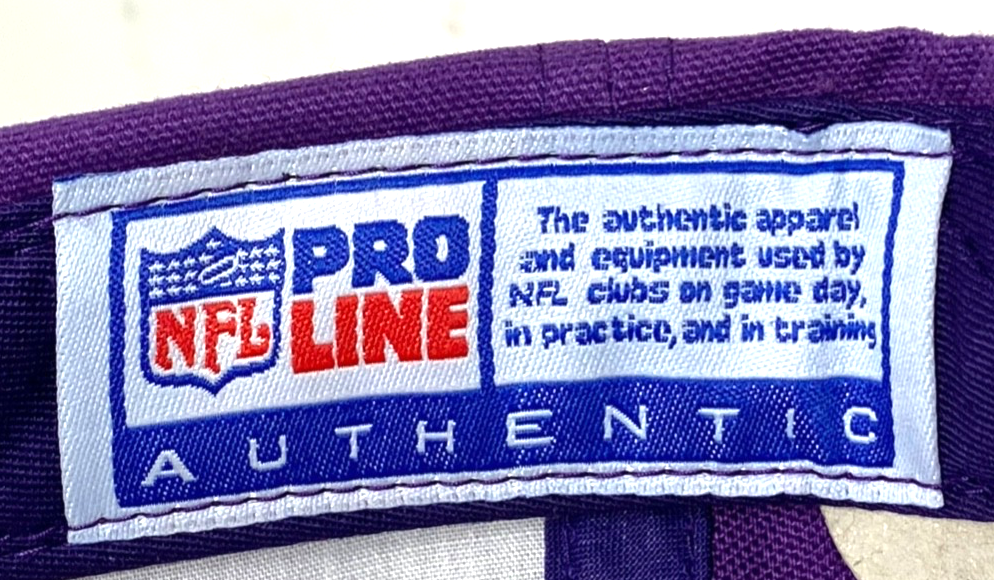 NFL
PRO
LINE
The authentic apparel
and equipment used by
NFL clubs on game day,
in practice, and in training
AUTHENTIC